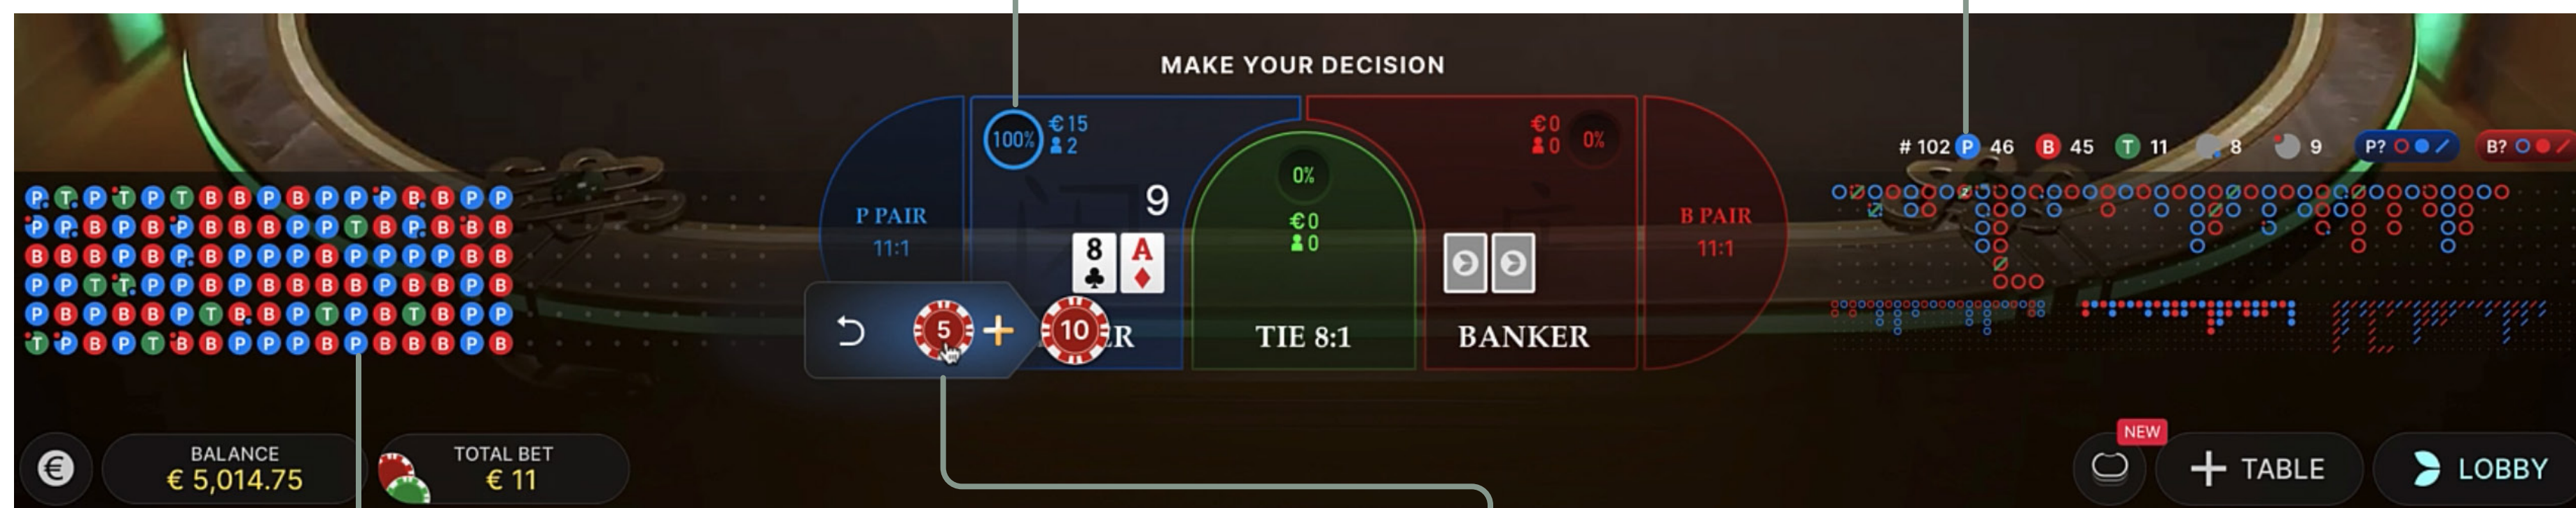 MAKE YOUR DECISION
100% €15
2
€0 0%
0
0%
€0
0
9
8 A
P PAIR
11:1
B PAIR
11:1
5 + 10 ER
TIE 8:1
BANKER
# 102 P 46 B 45 T 11 8 9 P? B?
P T P T P T B B P B P P P B B P P
P P B P B P B B B P P T B P B B B
B B B P B P B P P P B P P P P B B
P P T T P P B P B B B B P B B P B
P B P B B P T B B P T P B T B P P
T P B P T B B P P P B P B B B P B
BALANCE
€ 5,014.75
TOTAL BET
€ 11
NEW
TABLE
LOBBY